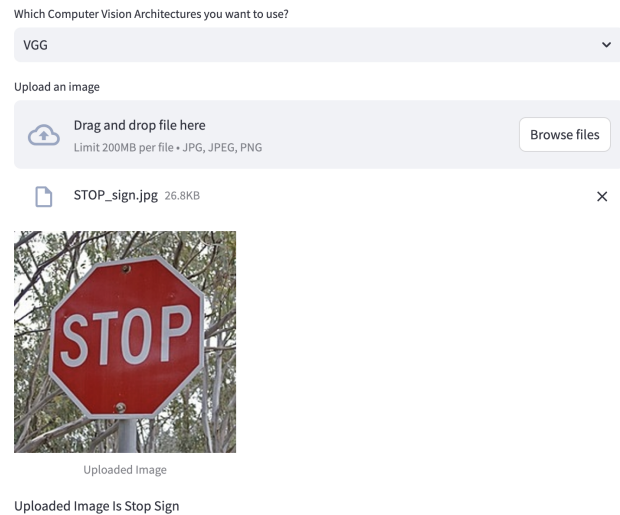 Which Computer Vision Architectures you want to use?
VGG
Upload an image
Drag and drop file here
Limit 200MB per file • JPG, JPEG, PNG
Browse files
STOP_sign.jpg 26.8KB
STOP
Uploaded Image
Uploaded Image Is Stop Sign